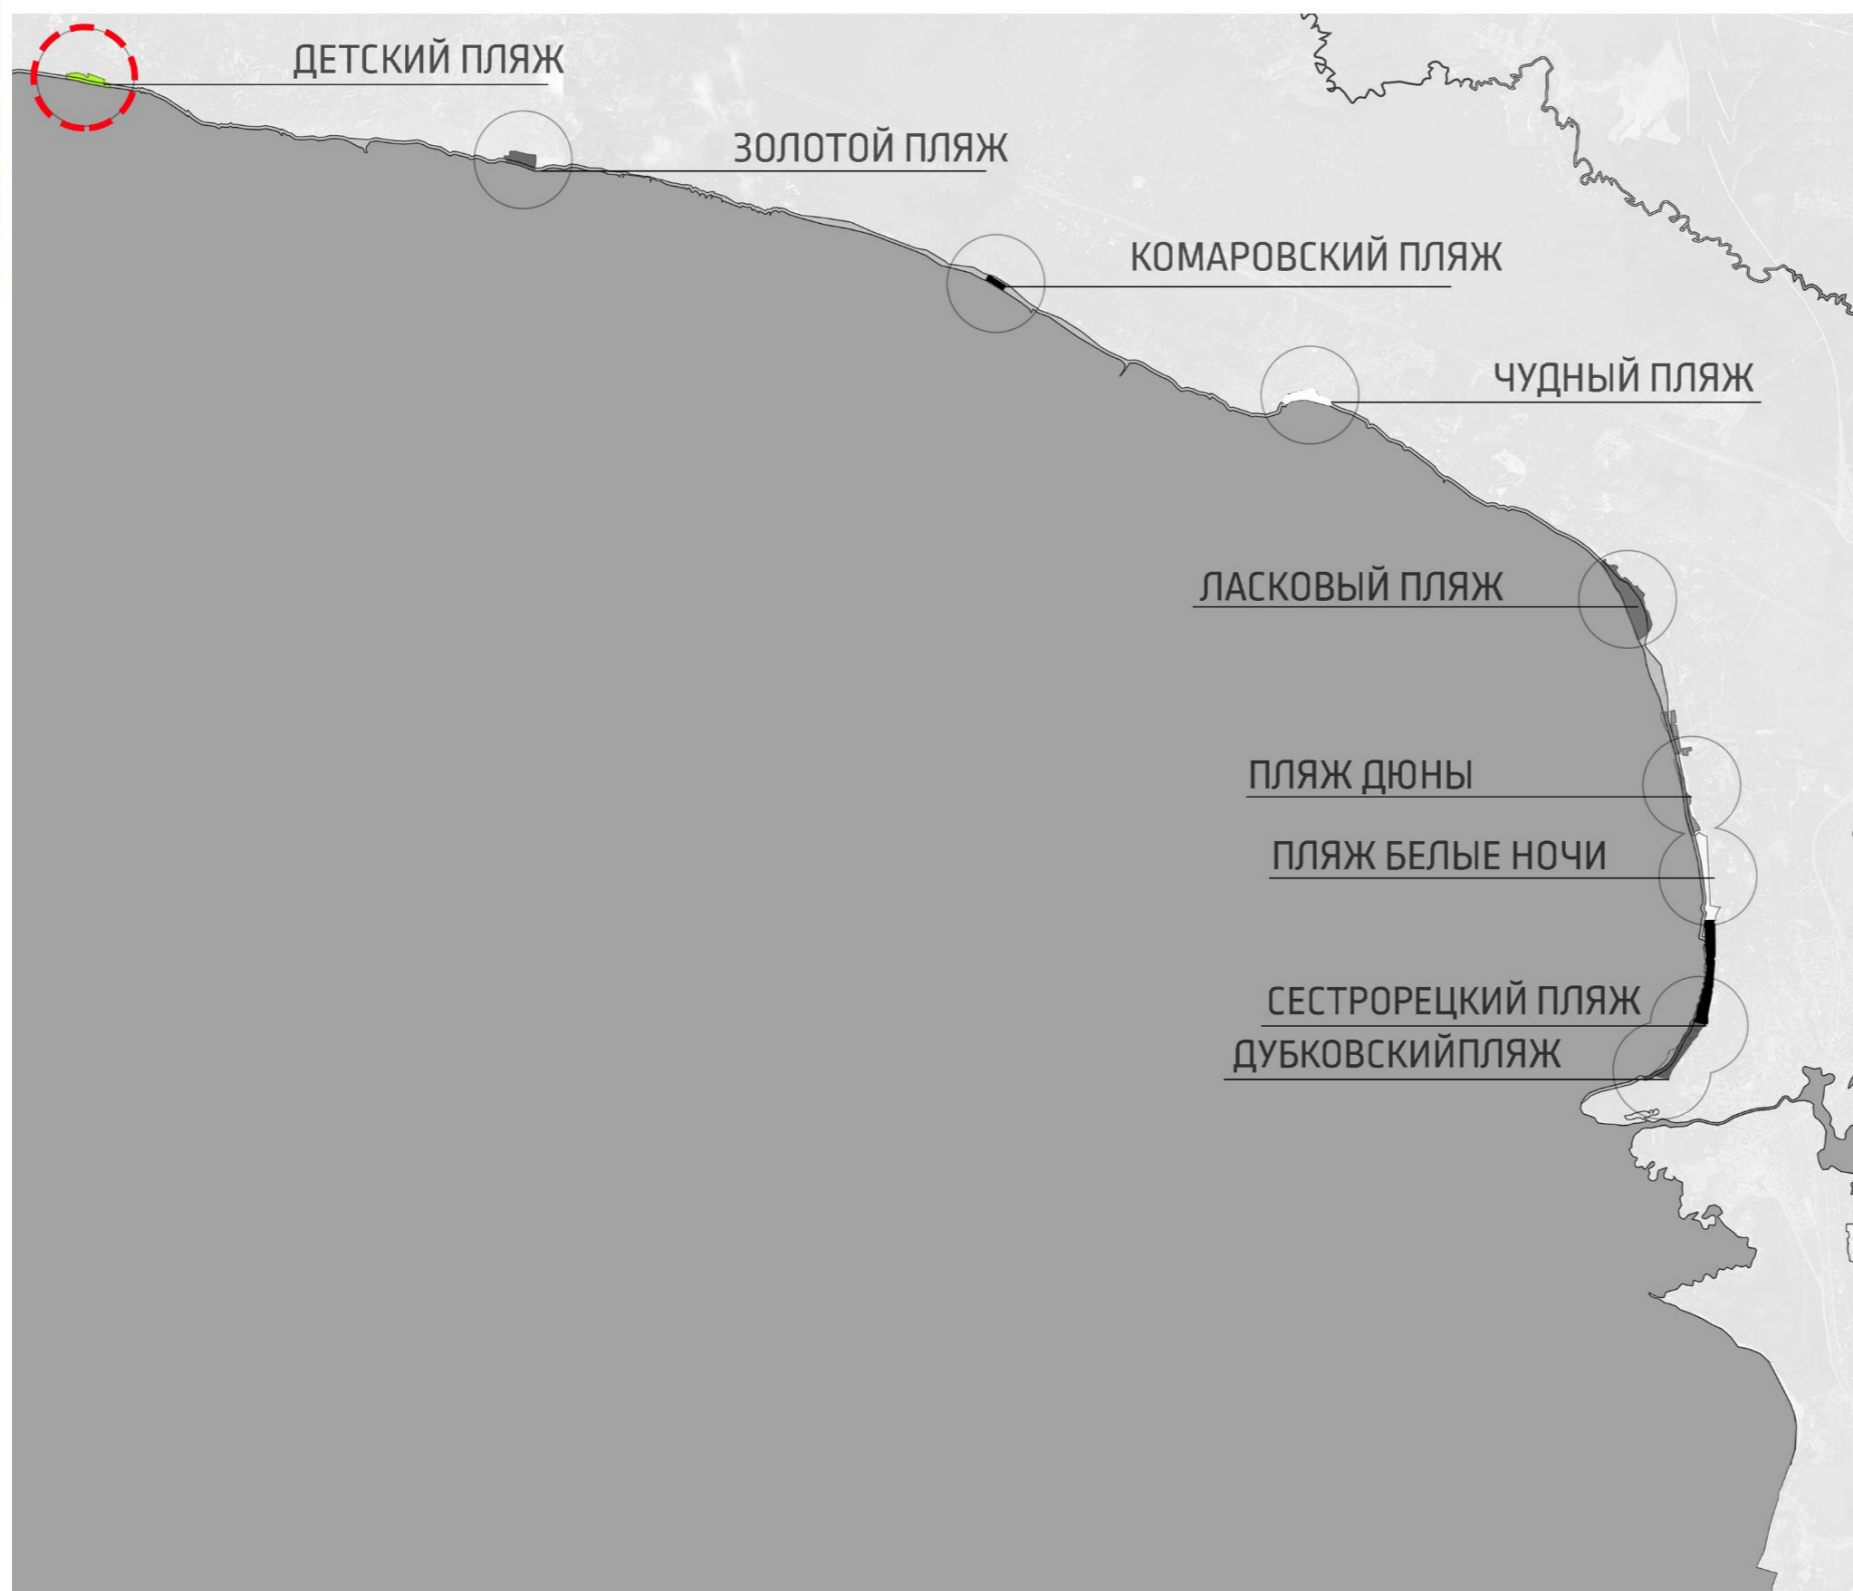 ДЕТСКИЙ ПЛЯЖ
ЗОЛОТОЙ ПЛЯЖ
КОМАРОВСКИЙ ПЛЯЖ
ЧУДНЫЙ ПЛЯЖ
ЛАСКОВЫЙ ПЛЯЖ
ПЛЯЖ ДЮНЫ
ПЛЯЖ БЕЛЫЕ НОЧИ
СЕСТРОРЕЦКИЙ ПЛЯЖ
ДУБКОВСКИЙПЛЯЖ